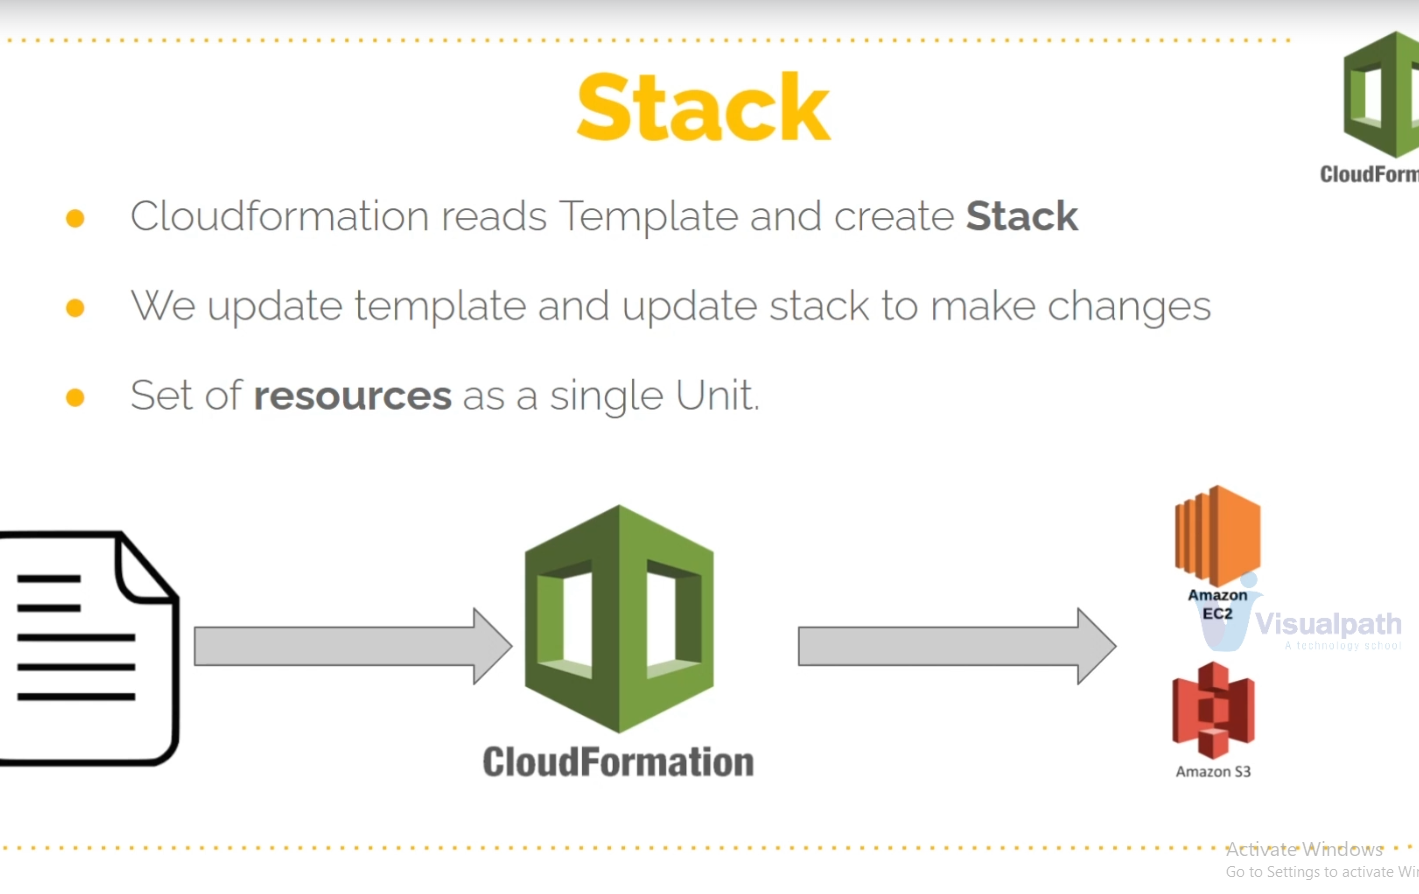 Stack
CloudForm
Cloudformation reads Template and create Stack
We update template and update stack to make changes
Set of resources as a single Unit.
CloudFormation
Amazon
EC2
Visualpath
A technology school
Amazon S3
Activate Windows
Go to Settings to activate Wi